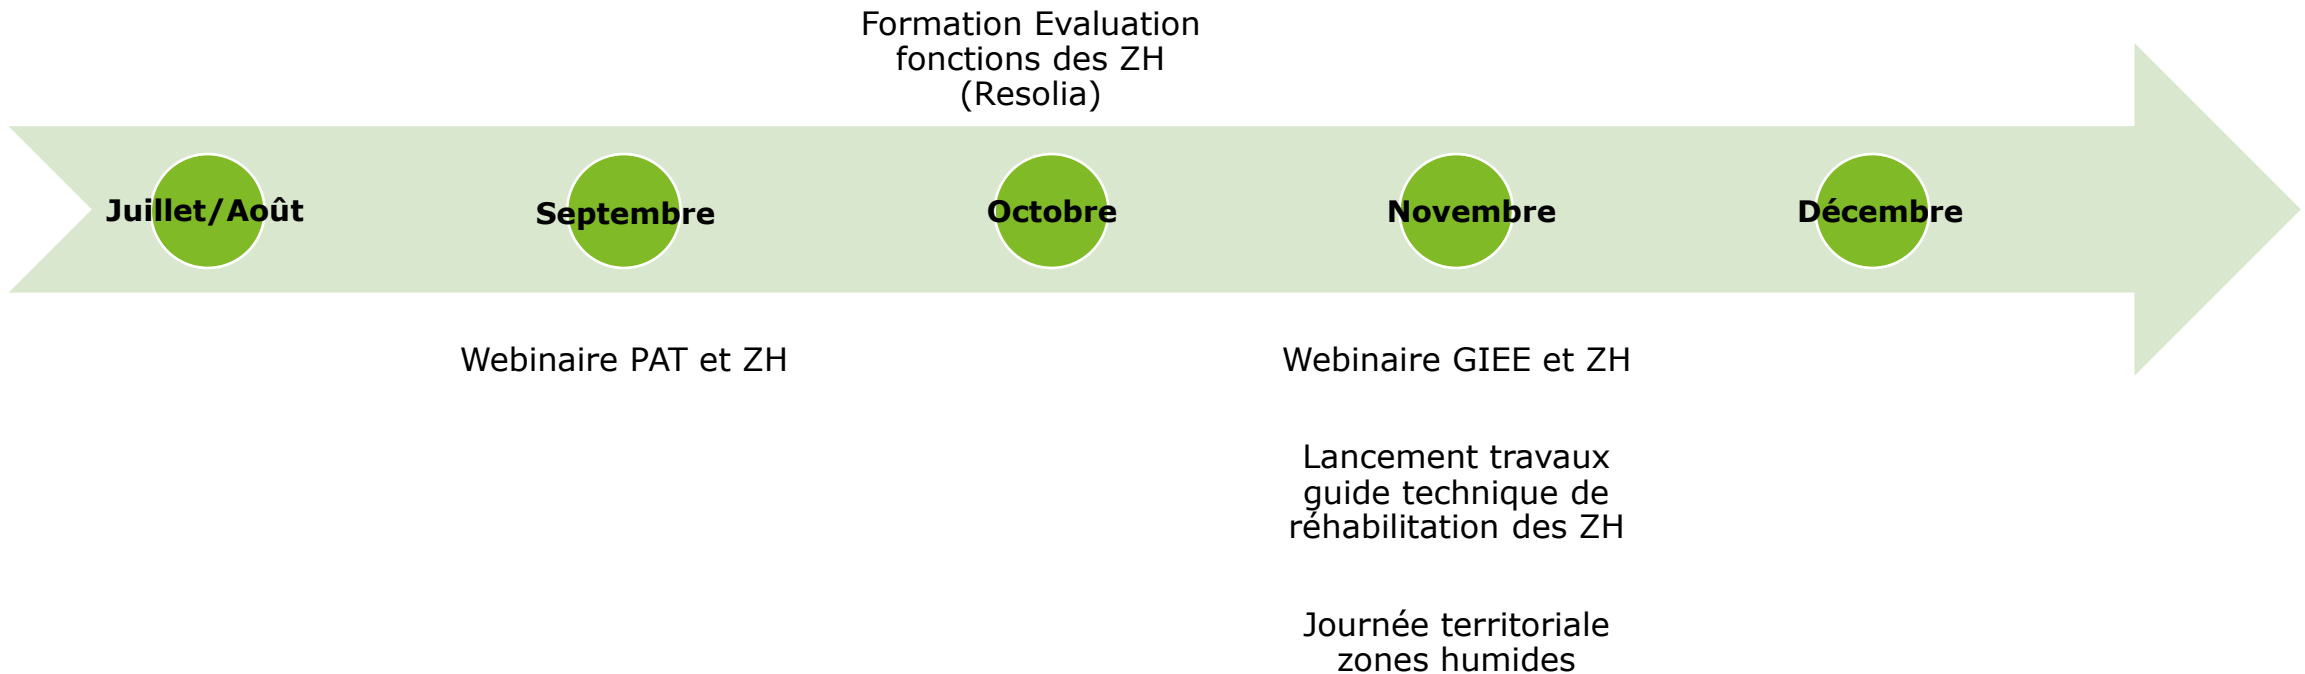 Formation Evaluation
fonctions des ZH
(Resolia)
Juillet/Août
Septembre
Octobre
Novembre
Décembre
Webinaire PAT et ZH
Webinaire GIEE et ZH
Lancement travaux
guide technique de
réhabilitation des ZH
Journée territoriale
zones humides